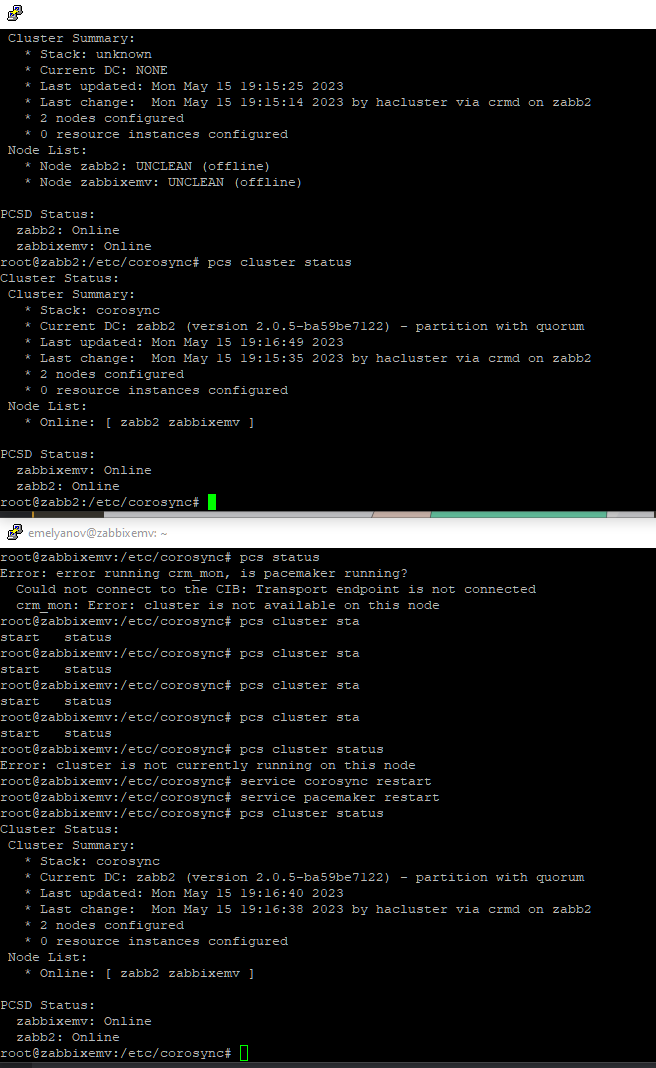 Cluster Summary:
* Stack: unknown
* Current DC: NONE
* Last updated: Mon May 15 19:15:25 2023
* Last change:  Mon May 15 19:15:14 2023 by hacluster via crmd on zabb2
* 2 nodes configured
* 0 resource instances configured
Node List:
* Node zabb2: UNCLEAN (offline)
* Node zabbixemv: UNCLEAN (offline)
PCSD Status:
zabb2: Online
zabbixemv: Online
root@zabb2:/etc/corosync# pcs cluster status
Cluster Status:
Cluster Summary:
* Stack: corosync
* Current DC: zabb2 (version 2.0.5-ba59be7122) - partition with quorum
* Last updated: Mon May 15 19:16:49 2023
* Last change:  Mon May 15 19:15:35 2023 by hacluster via crmd on zabb2
* 2 nodes configured
* 0 resource instances configured
Node List:
* Online: [ zabb2 zabbixemv ]
PCSD Status:
zabbixemv: Online
zabb2: Online
root@zabb2:/etc/corosync#
emelyanov@zabbixemv: ~
root@zabbixemv:/etc/corosync# pcs status
Error: error running crm_mon, is pacemaker running?
Could not connect to the CIB: Transport endpoint is not connected
crm_mon: Error: cluster is not available on this node
root@zabbixemv:/etc/corosync# pcs cluster sta
start   status
root@zabbixemv:/etc/corosync# pcs cluster sta
start   status
root@zabbixemv:/etc/corosync# pcs cluster sta
start   status
root@zabbixemv:/etc/corosync# pcs cluster sta
start   status
root@zabbixemv:/etc/corosync# pcs cluster status
Error: cluster is not currently running on this node
root@zabbixemv:/etc/corosync# service corosync restart
root@zabbixemv:/etc/corosync# service pacemaker restart
root@zabbixemv:/etc/corosync# pcs cluster status
Cluster Status:
Cluster Summary:
* Stack: corosync
* Current DC: zabb2 (version 2.0.5-ba59be7122) - partition with quorum
* Last updated: Mon May 15 19:16:40 2023
* Last change:  Mon May 15 19:16:38 2023 by hacluster via crmd on zabb2
* 2 nodes configured
* 0 resource instances configured
Node List:
* Online: [ zabb2 zabbixemv ]
PCSD Status:
zabbixemv: Online
zabb2: Online
root@zabbixemv:/etc/corosync#